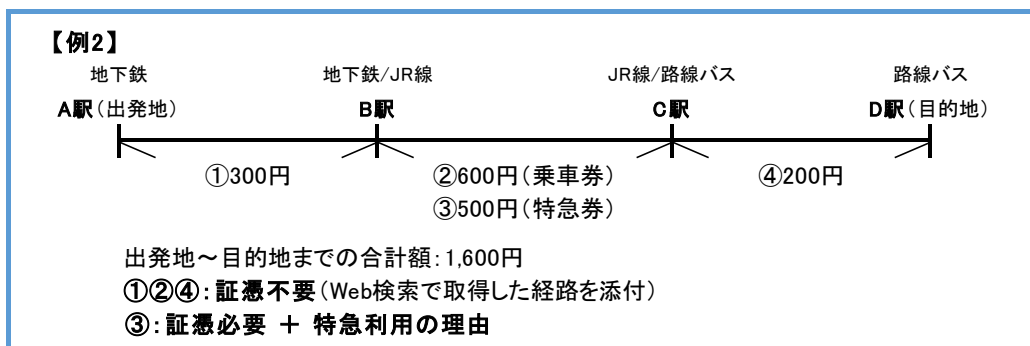 【例2】
地下鉄 地下鉄/JR線 JR線/路線バス 路線バス
A駅(出発地) B駅 C駅 D駅(目的地)
①300円 ②600円(乗車券) ④200円
③500円(特急券)
出発地～目的地までの合計額:1,600円
①②④:証憑不要(Web検索で取得した経路を添付)
③:証憑必要 + 特急利用の理由